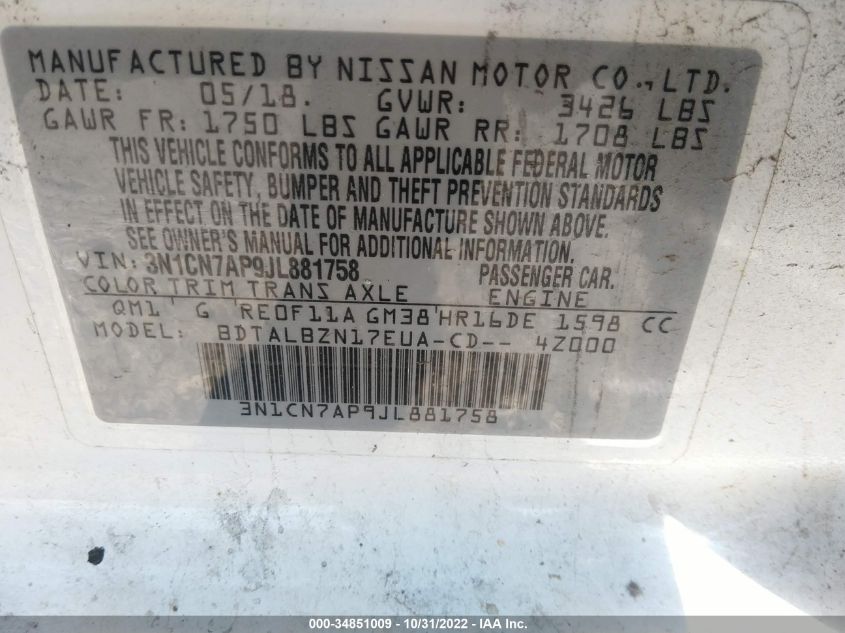 MANUFACTURED BY NISSAN MOTOR CO., LTD.
DATE: 05/18. GVWR: 3426 LBS
GAWR FR: 1750 LBS GAWR RR: 1708 LBS
THIS VEHICLE CONFORMS TO ALL APPLICABLE FEDERAL MOTOR
VEHICLE SAFETY, BUMPER AND THEFT PREVENTION STANDARDS
IN EFFECT ON THE DATE OF MANUFACTURE SHOWN ABOVE.
SEE OWNER'S MANUAL FOR ADDITIONAL INFORMATION.
VIN: 3N1CN7AP9JL881758 PASSENGER CAR.
COLOR TRIM TRANS AXLE ENGINE
QM1 ' G 'RE0F11A GM38'HR16DE 1598 CC
MODEL: BDTALBZN17EUA-CD-- 4Z000
3N1CN7AP9JL881758
000-34851009 - 10/31/2022 - IAA Inc.